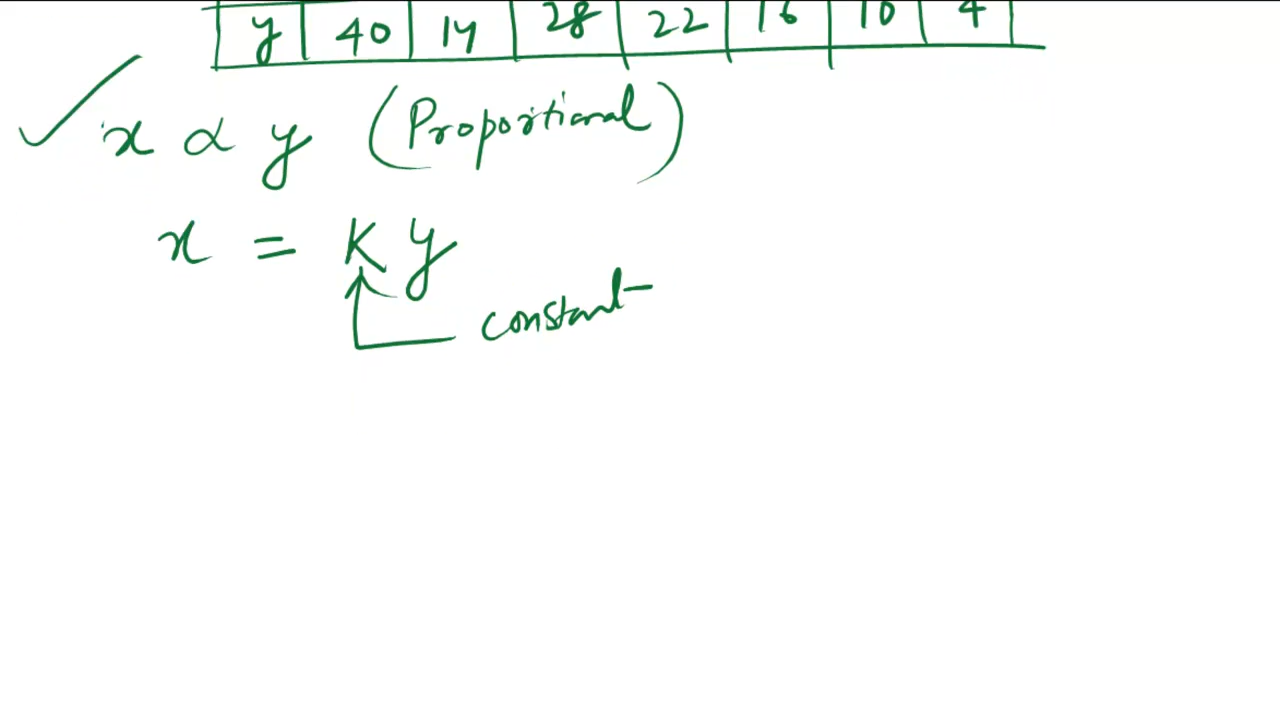 y 40 14 28 22 16 10 4
x ∝ y (Proportional)
x = K y
constant